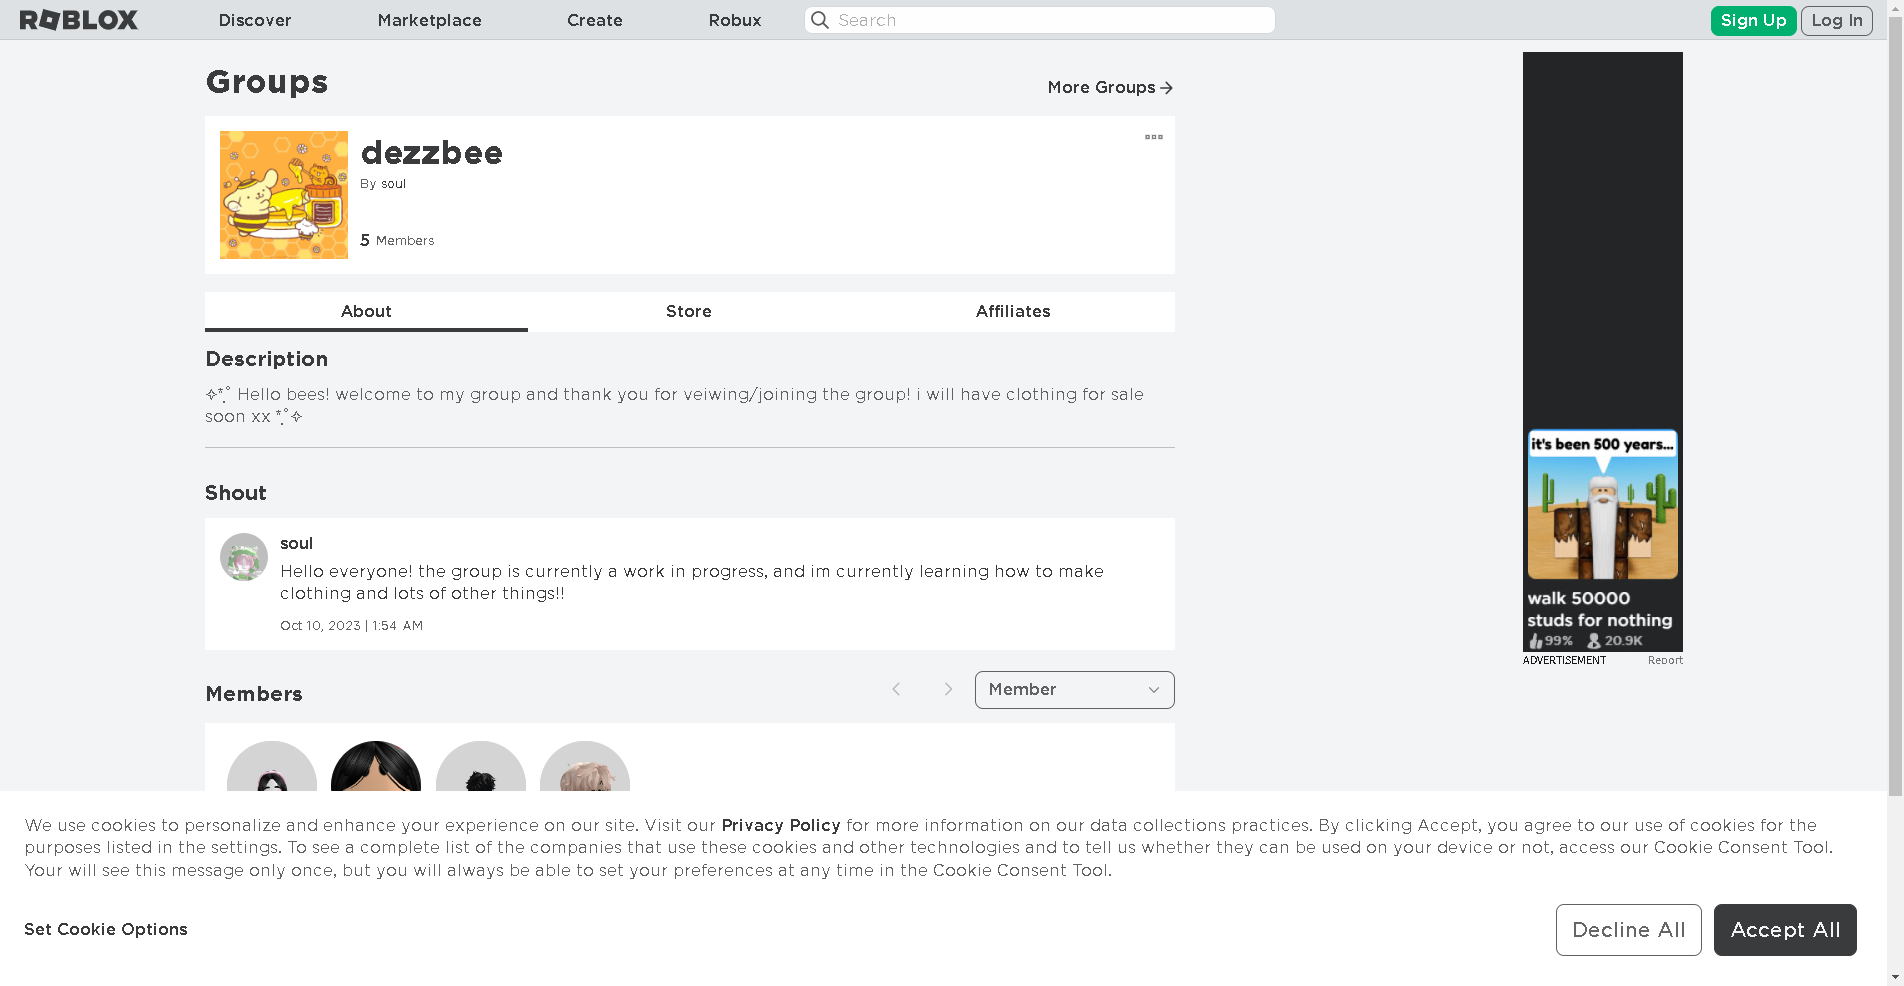 ROBLOX
Discover
Marketplace
Create
Robux
Search
Sign Up
Log In
Groups
More Groups
dezzbee
By soul
5 Members
About
Store
Affiliates
Description
✧*̣̩˚ Hello bees! welcome to my group and thank you for veiwing/joining the group! i will have clothing for sale
soon xx *̣̩˚✧
Shout
soul
Hello everyone! the group is currently a work in progress, and im currently learning how to make
clothing and lots of other things!!
Oct 10, 2023 | 1:54 AM
Members
Member
it's been 500 years...
walk 50000
studs for nothing
99% 20.9K
ADVERTISEMENT
Report
We use cookies to personalize and enhance your experience on our site. Visit our Privacy Policy for more information on our data collections practices. By clicking Accept, you agree to our use of cookies for the
purposes listed in the settings. To see a complete list of the companies that use these cookies and other technologies and to tell us whether they can be used on your device or not, access our Cookie Consent Tool.
Your will see this message only once, but you will always be able to set your preferences at any time in the Cookie Consent Tool.
Set Cookie Options
Decline All
Accept All